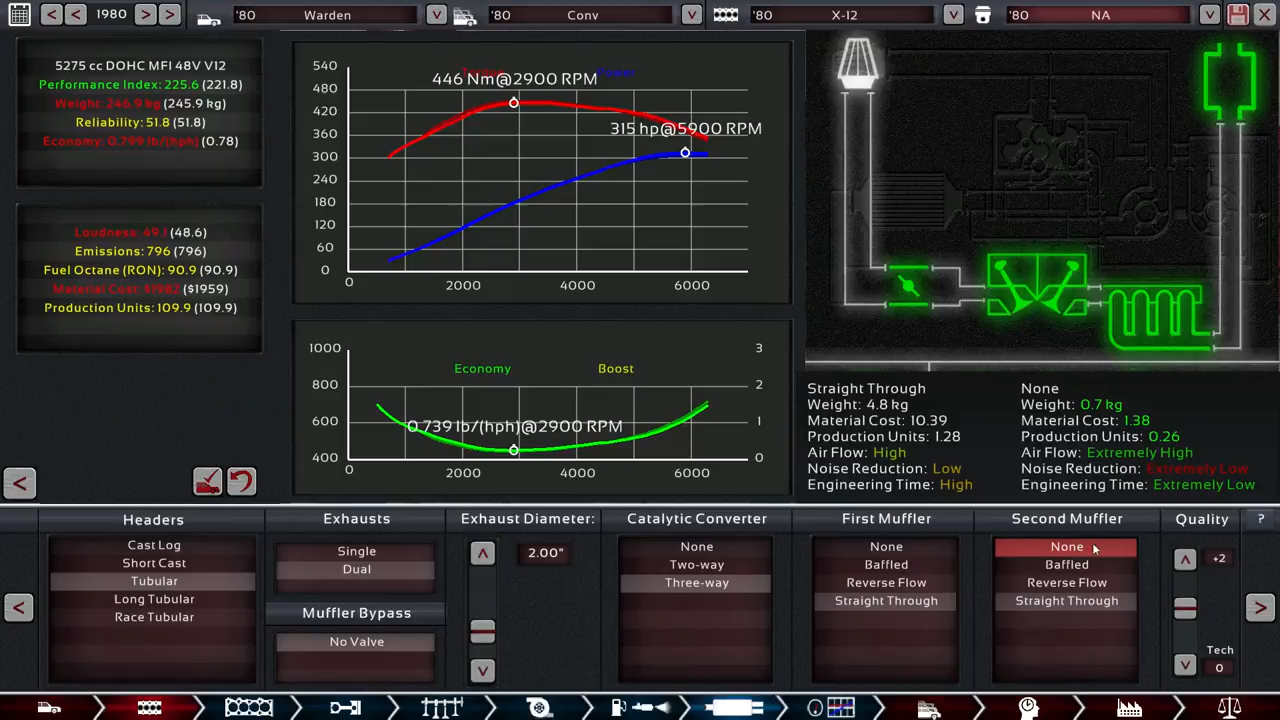 1980
'80 Warden
'80 Conv
'80 X-12
'80 NA
5275 cc DOHC MFI 48V V12
Performance Index: 225.6 (221.8)
Weight: 246.9 kg (245.9 kg)
Reliability: 51.8 (51.8)
Economy: 0.799 lb/(hph) (0.78)
Loudness: 49.1 (48.6)
Emissions: 796 (796)
Fuel Octane (RON): 90.9 (90.9)
Material Cost: $1982 ($1959)
Production Units: 109.9 (109.9)
540
480
420
360
300
240
180
120
60
0
0 2000 4000 6000
446 Nm@2900 RPM
315 hp@5900 RPM
1000
800
600
400
3
2
1
0
Economy Boost
0.739 lb/(hph)@2900 RPM
0 2000 4000 6000
Straight Through
Weight: 4.8 kg
Material Cost: 10.39
Production Units: 1.28
Air Flow: High
Noise Reduction: Low
Engineering Time: High
None
Weight: 0.7 kg
Material Cost: 1.38
Production Units: 0.26
Air Flow: Extremely High
Noise Reduction: Extremely Low
Engineering Time: Extremely Low
Headers
Cast Log
Short Cast
Tubular
Long Tubular
Race Tubular
Exhausts
Single
Dual
Muffler Bypass
No Valve
Exhaust Diameter:
2.00"
Catalytic Converter
None
Two-way
Three-way
First Muffler
None
Baffled
Reverse Flow
Straight Through
Second Muffler
None
Baffled
Reverse Flow
Straight Through
Quality
+2
Tech
0
?